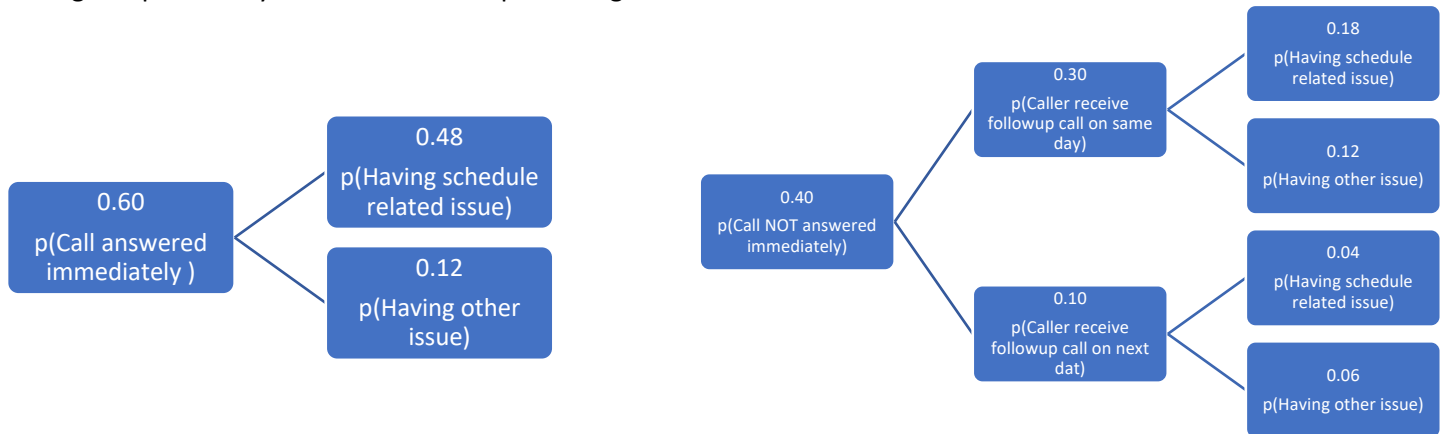 0.60
p(Call answered
immediately )
0.48
p(Having schedule
related issue)
0.12
p(Having other
issue)
0.40
p(Call NOT answered
immediately)
0.30
p(Caller receive
followup call on same
day)
0.18
p(Having schedule
related issue)
0.12
p(Having other issue)
0.10
p(Caller receive
followup call on next
dat)
0.04
p(Having schedule
related issue)
0.06
p(Having other issue)